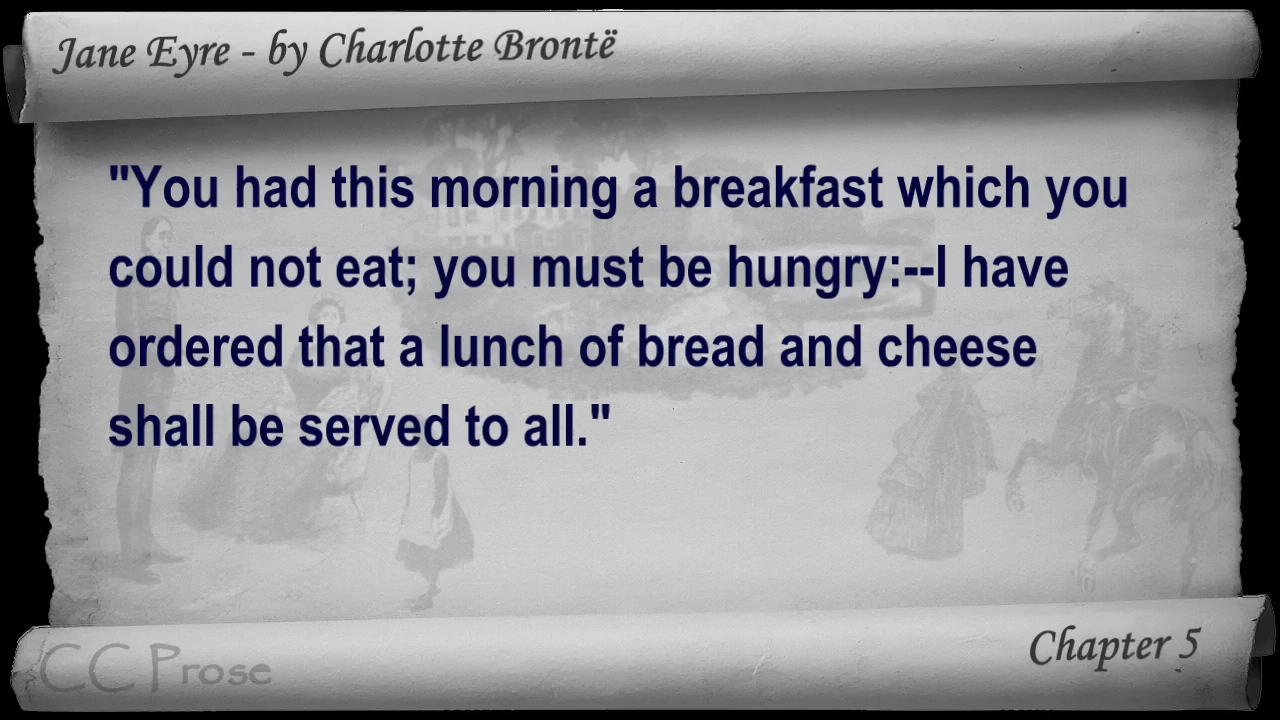 Jane Eyre - by Charlotte Brontë
"You had this morning a breakfast which you
could not eat; you must be hungry:--I have
ordered that a lunch of bread and cheese
shall be served to all."
Chapter 5
CC Prose